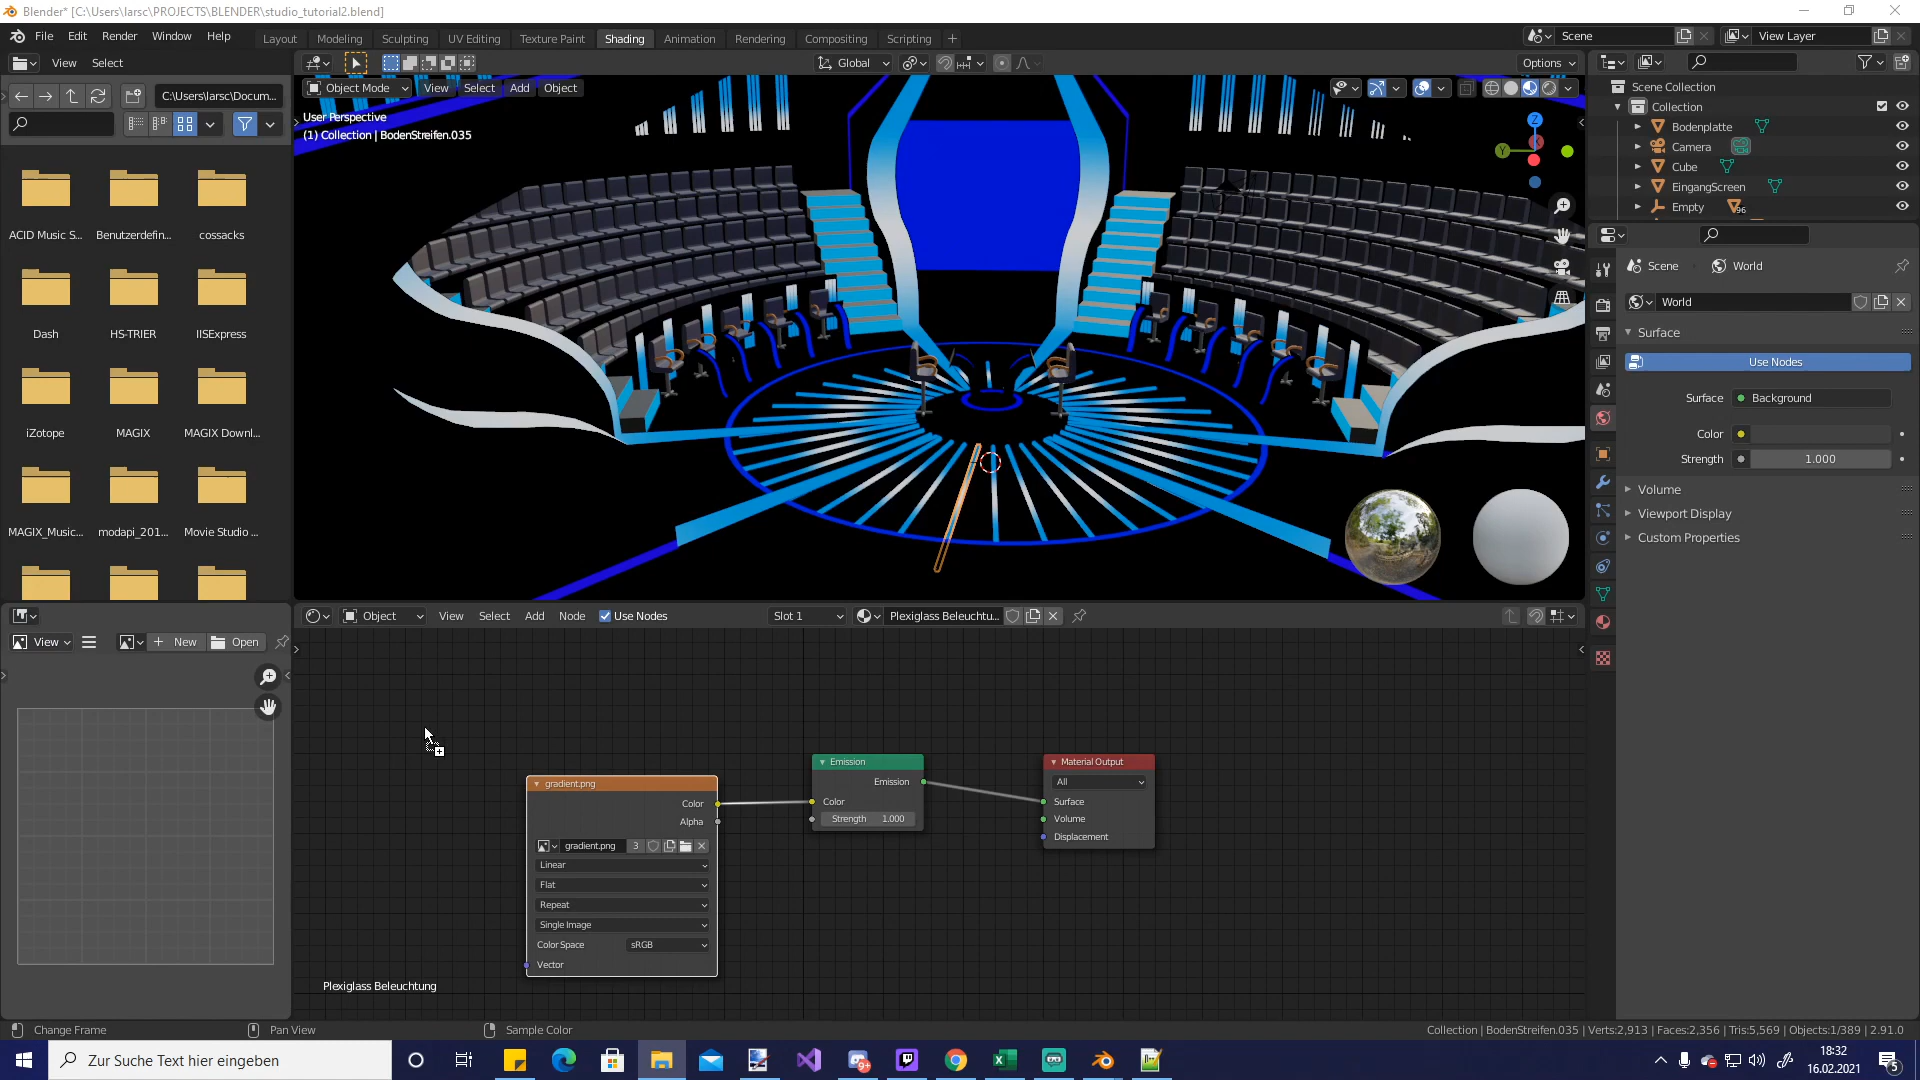 Blender* [C:\Users\larsc\PROJECTS\BLENDER\studio_tutorial2.blend]
File Edit Render Window Help
Layout Modeling Sculpting UV Editing Texture Paint Shading Animation Rendering Compositing Scripting
Scene
View Layer
View Select
Global
Options
C:\Users\larsc\Docum...
Object Mode View Select Add Object
User Perspective
(1) Collection | BodenStreifen.035
Z
Y
X
ACID Music S... Benutzerdefin... cossacks
Dash HS-TRIER IISExpress
iZotope MAGIX MAGIX Downl...
MAGIX_Music... modapi_201... Movie Studio ...
Scene Collection
Collection
Bodenplatte
Camera
Cube
EingangScreen
Empty 96
Scene World
World
Surface
Use Nodes
Surface Background
Color
Strength 1.000
Volume
Viewport Display
Custom Properties
View New Open
Object View Select Add Node Use Nodes Slot 1 Plexiglass Beleuchtu...
gradient.png
Color
Alpha
gradient.png 3
Linear
Flat
Repeat
Single Image
Color Space sRGB
Vector
Emission
Emission
Color
Strength 1.000
Material Output
All
Surface
Volume
Displacement
Plexiglass Beleuchtung
Change Frame Pan View Sample Color
Collection | BodenStreifen.035 | Verts:2,913 | Faces:2,356 | Tris:5,569 | Objects:1/389 | 2.91.0
Zur Suche Text hier eingeben
9+
18:32
16.02.2021
5